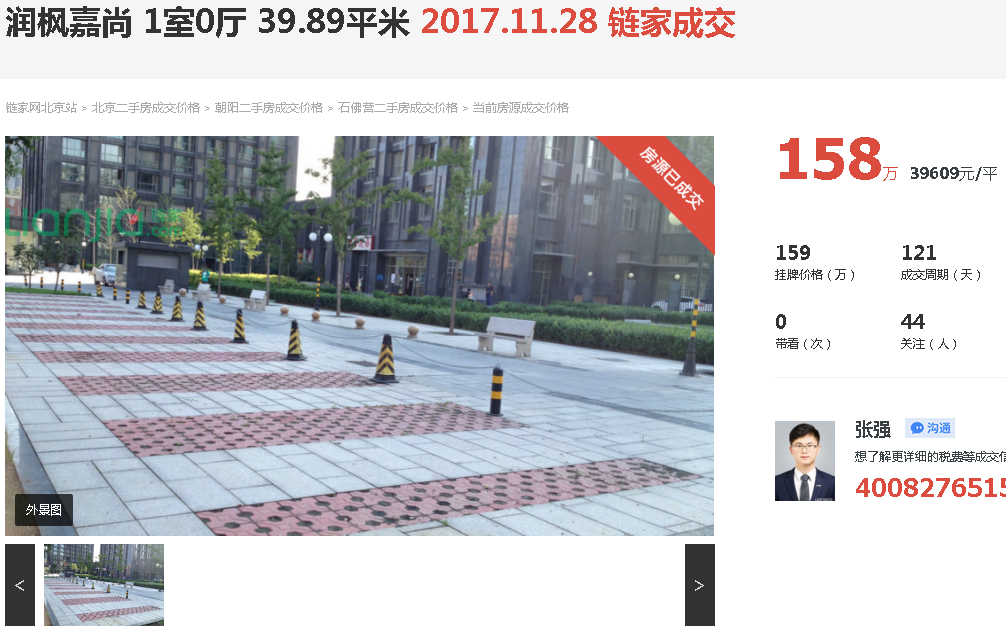 润枫嘉尚 1室0厅 39.89平米 2017.11.28 链家成交
链家网北京站 > 北京二手房成交价格 > 朝阳二手房成交价格 > 石佛营二手房成交价格 > 当前房源成交价格
房源已成交
158万 39609元/平
Lianjia.com
159 121
挂牌价格（万） 成交周期（天）
0 44
带看（次） 关注（人）
张强 沟通
想了解更详细的税费等成交信
4008276515
外景图
< >